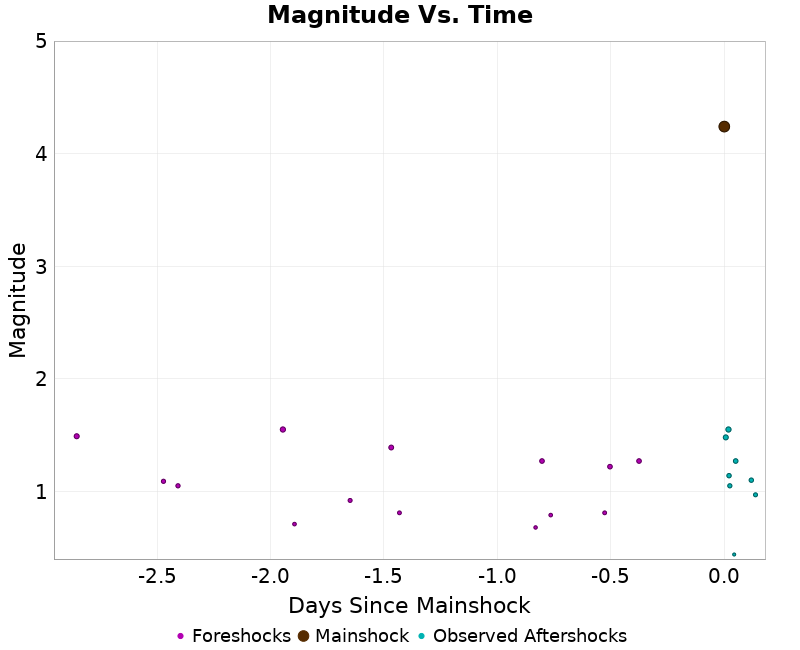 Magnitude Vs. Time
5
4
3
2
1
Magnitude
-2.5 -2.0 -1.5 -1.0 -0.5 0.0
Days Since Mainshock
Foreshocks Mainshock Observed Aftershocks